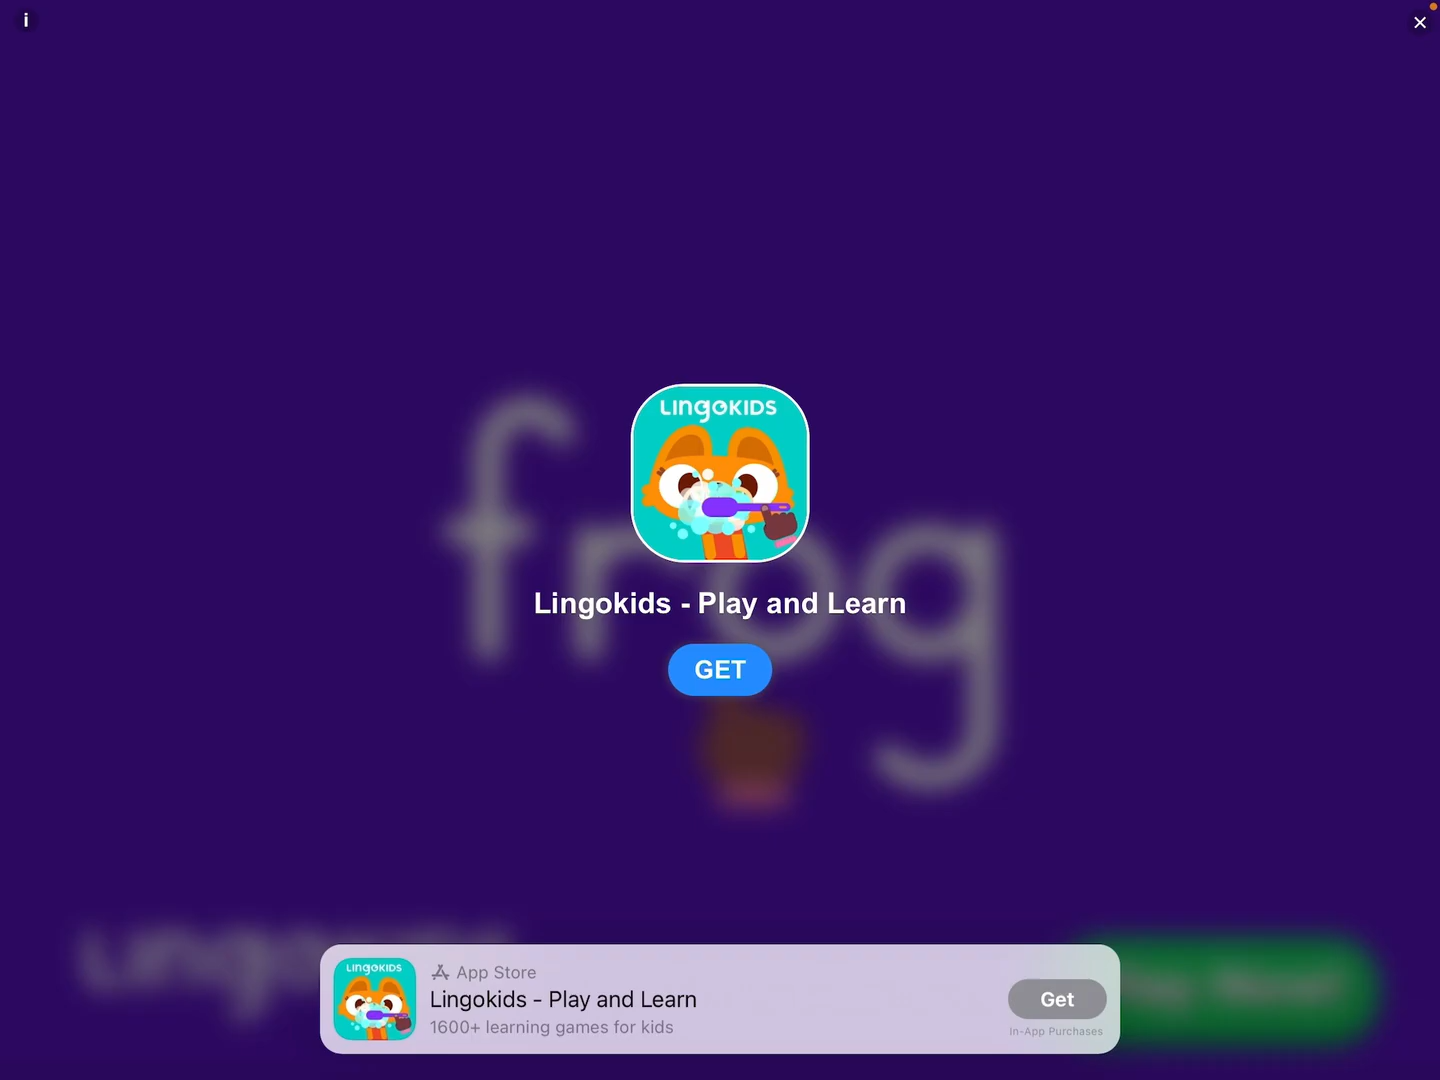 i
LINGOKIDS
frog
Lingokids - Play and Learn
GET
LINGOKIDS
App Store
Lingokids - Play and Learn
1600+ learning games for kids
Get
In-App Purchases